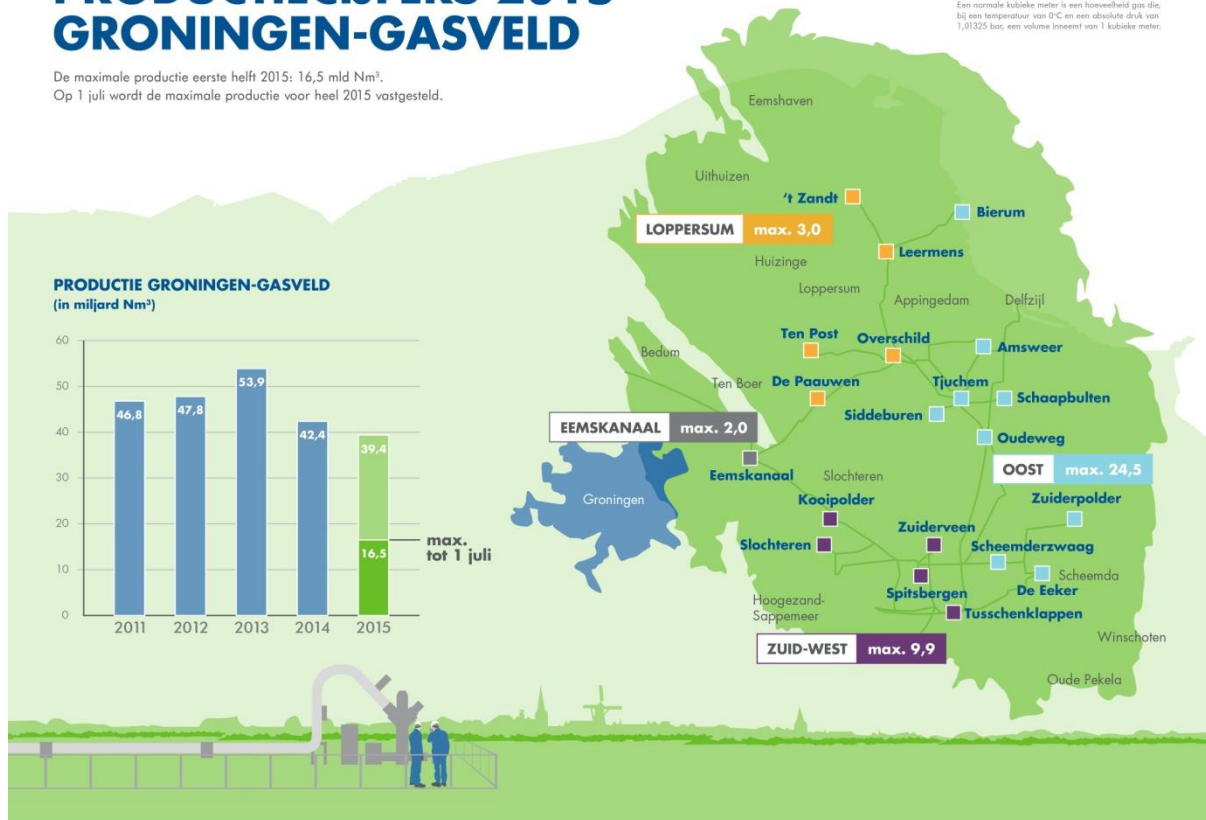 PRODUCTIECIJFERS 2015
GRONINGEN-GASVELD
De maximale productie eerste helft 2015: 16,5 mld Nm³.
Op 1 juli wordt de maximale productie voor heel 2015 vastgesteld.
Een normale kubieke meter is een hoeveelheid gas die,
bij een temperatuur van 0°C en een absolute druk van
1,01325 bar, een volume inneemt van 1 kubieke meter.
PRODUCTIE GRONINGEN-GASVELD
(in miljard Nm³)
60
50
40
30
20
10
0
46,8
47,8
53,9
42,4
39,4
16,5
max.
tot 1 juli
2011
2012
2013
2014
2015
Eemshaven
Uithuizen
't Zandt
Bierum
LOPPERSUM max. 3,0
Leermens
Huizinge
Loppersum
Appingedam
Delfzijl
Ten Post
Overschild
Amsweer
Bedum
Ten Boer
De Paauwen
Tjuchem
Schaapbulten
Siddeburen
EEMSKANAAL max. 2,0
Oudeweg
OOST max. 24,5
Eemskanaal
Slochteren
Groningen
Kooipolder
Zuiderpolder
Zuiderveen
Slochteren
Scheemderzwaag
Scheemda
De Eeker
Spitsbergen
Hoogezand-
Sappemeer
Tusschenklappen
Winschoten
ZUID-WEST max. 9,9
Oude Pekela